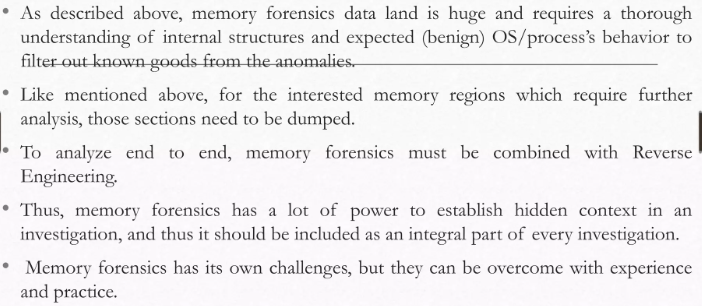 • As described above, memory forensics data land is huge and requires a thorough
understanding of internal structures and expected (benign) OS/process's behavior to
filter out known goods from the anomalies.
• Like mentioned above, for the interested memory regions which require further
analysis, those sections need to be dumped.
• To analyze end to end, memory forensics must be combined with Reverse
Engineering.
• Thus, memory forensics has a lot of power to establish hidden context in an
investigation, and thus it should be included as an integral part of every investigation.
• Memory forensics has its own challenges, but they can be overcome with experience
and practice.